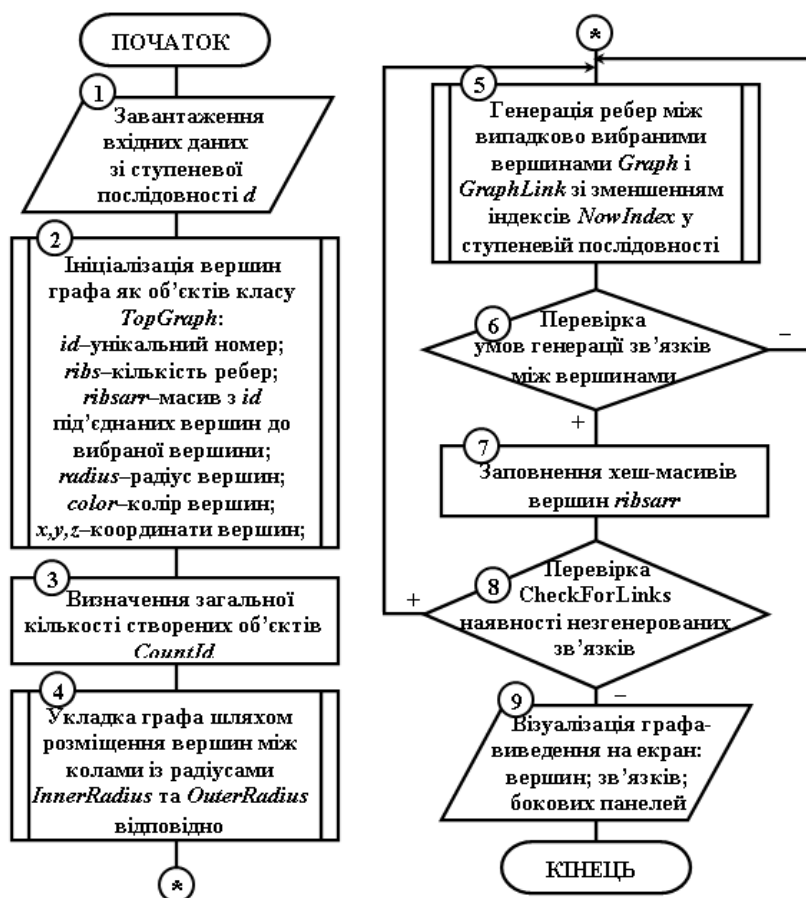 ПОЧАТОК
1
Завантаження
вхідних даних
зі ступеневої
послідовності d
2
Ініціалізація вершин
графа як об’єктів класу
TopGraph:
id–унікальний номер;
ribs–кількість ребер;
ribsarr–масив з id
під’єднаних вершин до
вибраної вершини;
radius–радіус вершин;
color–колір вершин;
x,y,z–координати вершин;
3
Визначення загальної
кількості створених об’єктів
CountId
4
Укладка графа шляхом
розміщення вершин між
колами із радіусами
InnerRadius та OuterRadius
відповідно
*
*
5
Генерація ребер між
випадково вибраними
вершинами Graph і
GraphLink зі зменшенням
індексів NowIndex у
ступеневій послідовності
6
Перевірка
умов генерації зв’язків
між вершинами
–
+
7
Заповнення хеш-масивів
вершин ribsarr
8
Перевірка
CheckForLinks
наявності незгенерованих
зв’язків
+
–
9
Візуалізація графа-
виведення на екран:
вершин; зв’язків;
бокових панелей
КІНЕЦЬ